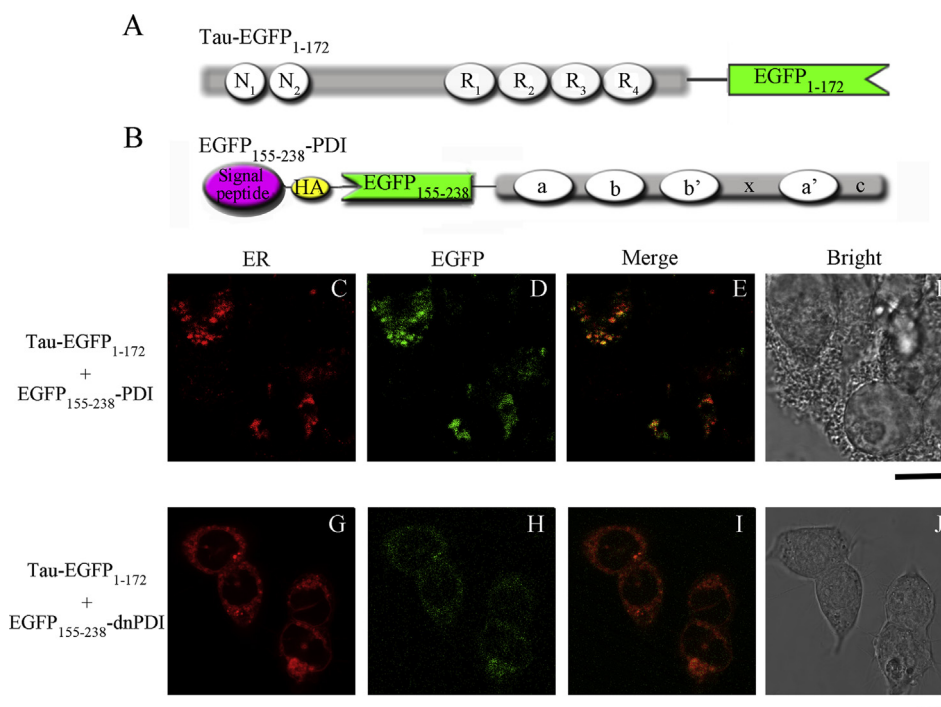 A
Tau-EGFP1-172
N1 N2 R1 R2 R3 R4 EGFP1-172
B
EGFP155-238-PDI
Signal peptide HA EGFP155-238 a b b' x a' c
ER EGFP Merge Bright
C D E
Tau-EGFP1-172
+
EGFP155-238-PDI
G H I J
Tau-EGFP1-172
+
EGFP155-238-dnPDI